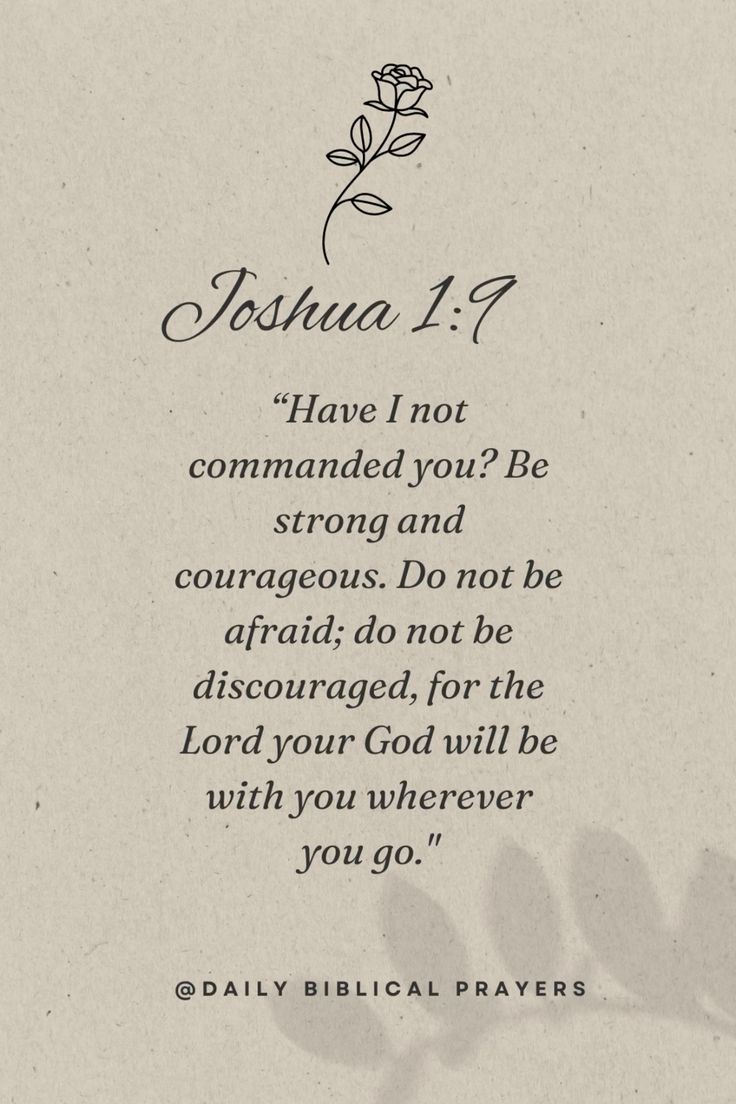 Joshua 1:9
“Have I not
commanded you? Be
strong and
courageous. Do not be
afraid; do not be
discouraged, for the
Lord your God will be
with you wherever
you go."
@DAILY BIBLICAL PRAYERS